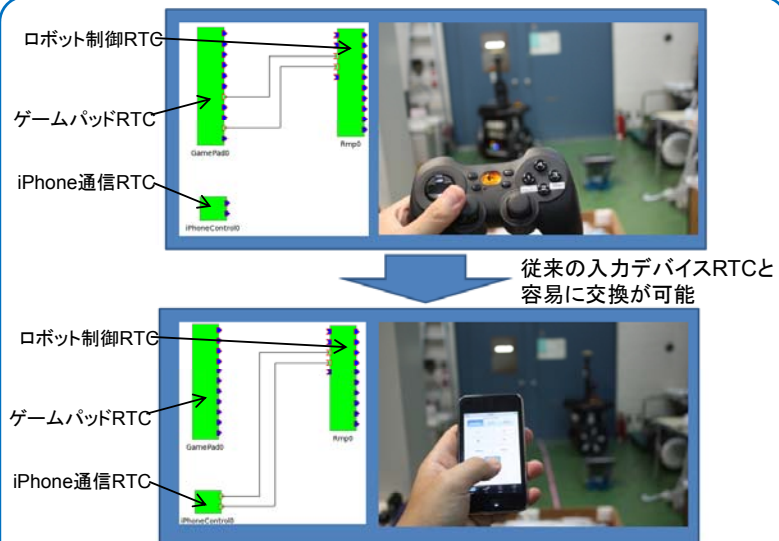 ロボット制御RTC
ゲームパッドRTC
GamePad0
Rmp0
iPhone通信RTC
iPhoneControl0
従来の入力デバイスRTCと
容易に交換が可能
ロボット制御RTC
ゲームパッドRTC
GamePad0
Rmp0
iPhone通信RTC
iPhoneControl0